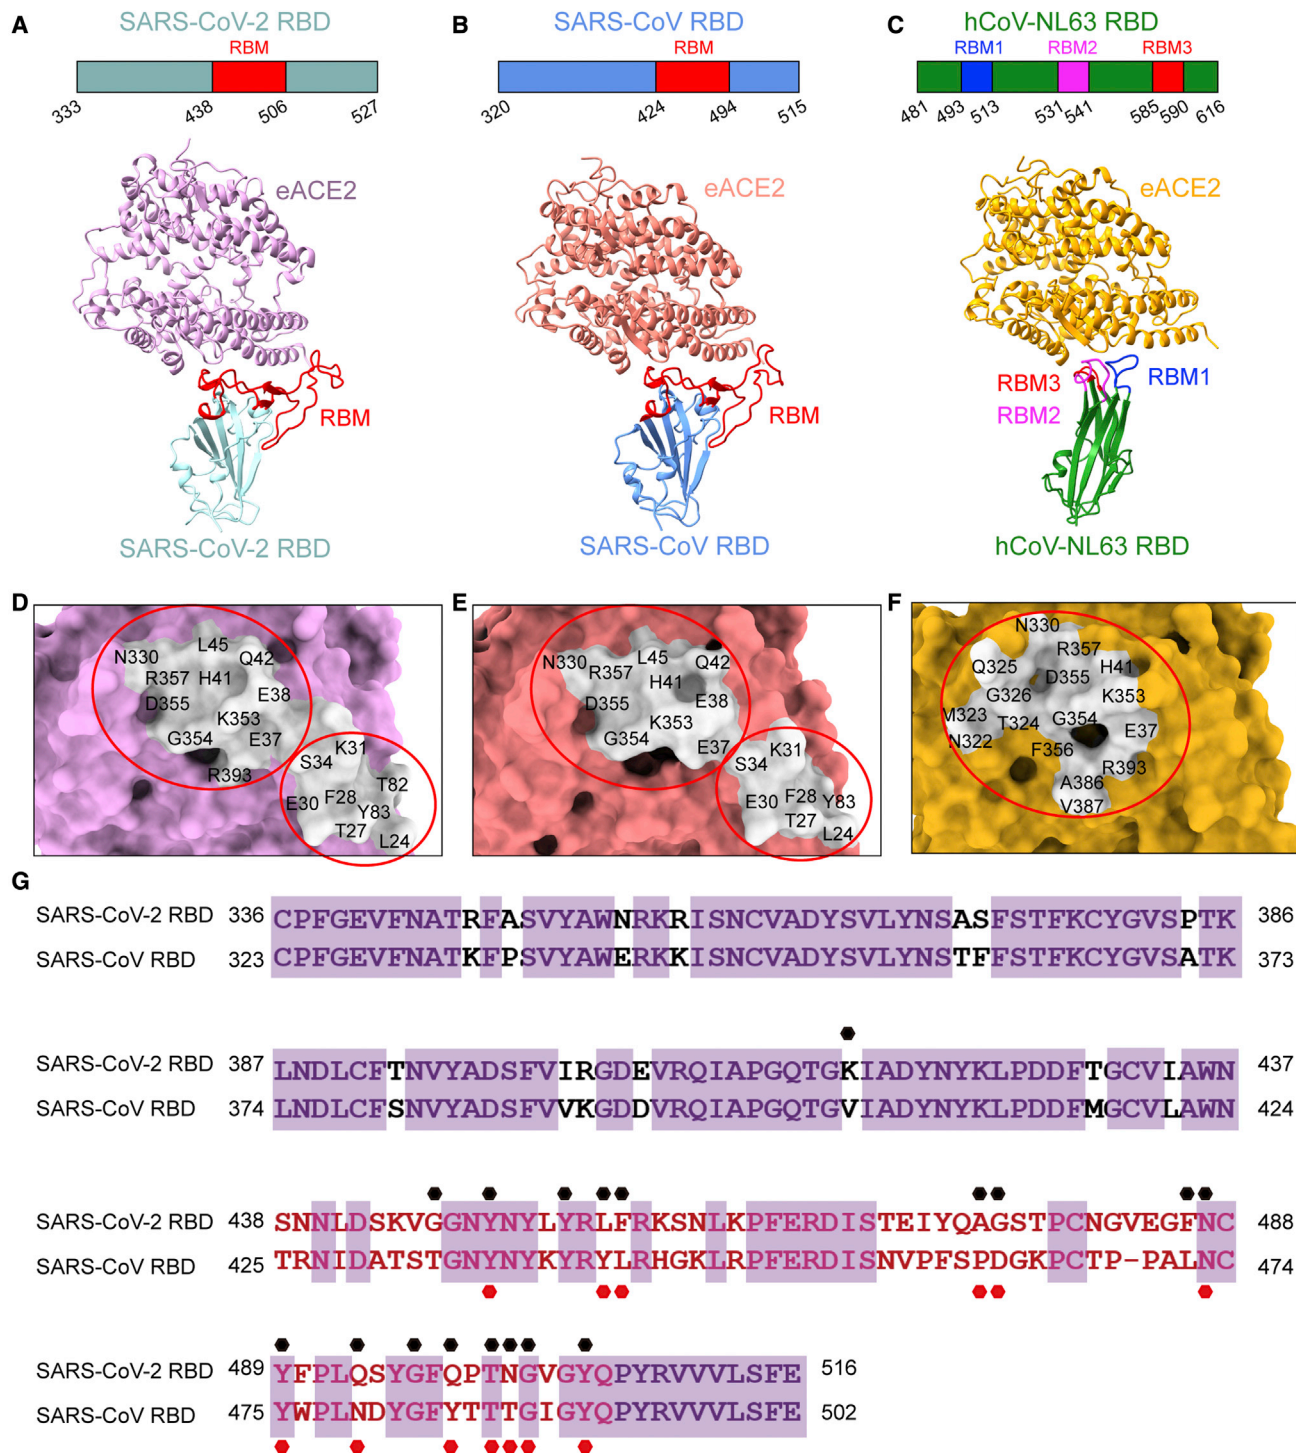 A SARS-CoV-2 RBD
RBM
333 438 506 527
eACE2
RBM
SARS-CoV-2 RBD
B SARS-CoV RBD
RBM
320 424 494 515
eACE2
RBM
SARS-CoV RBD
C hCoV-NL63 RBD
RBM1 RBM2 RBM3
481 493 513 531 541 585 590 616
eACE2
RBM3 RBM1
RBM2
hCoV-NL63 RBD
D
L45
N330 Q42
R357 H41
D355 E38
K353
G354 E37
R393
S34 K31
T82
E30 F28 Y83
T27
L24
E
L45
N330 Q42
R357 H41
D355 E38
K353
G354 E37
S34 K31
E30 F28 Y83
T27
L24
F
N330
R357
Q325 D355 H41
G326 K353
M323 T324 G354 E37
N322 F356 R393
A386
V387
G
SARS-CoV-2 RBD 336 CPFGEVFNATRFASVYAWNRKRISNCVADYSVLYNSASFSTFKCYGVSPTK 386
SARS-CoV RBD 323 CPFGEVFNATKFPSVYAWERKKISNCVADYSVLYNSTFFSTFKCYGVSATK 373
SARS-CoV-2 RBD 387 LNDLCFTNVYADSFVIRGDEVRQIAPGQTGKIADYNYKLPDDFTGCVIAWN 437
SARS-CoV RBD 374 LNDLCFSNVYADSFVVKGDDVRQIAPGQTGVIADYNYKLPDDFMGCVLAWN 424
SARS-CoV-2 RBD 438 SNNLDSKVGGNYNYLYRLFRKSNLKPFERDISTEIYQAGSTPCNGVEGFNC 488
SARS-CoV RBD 425 TRNIDATSTGNYNYKYRYLRHGKLRPFERDISNVPFSPDGKPCTP-PALNC 474
SARS-CoV-2 RBD 489 YFPLQSYGFQPTNGVGYQPYRVVVLSFE 516
SARS-CoV RBD 475 YWPLNDYGFYTTTGIGYQPYRVVVLSFE 502